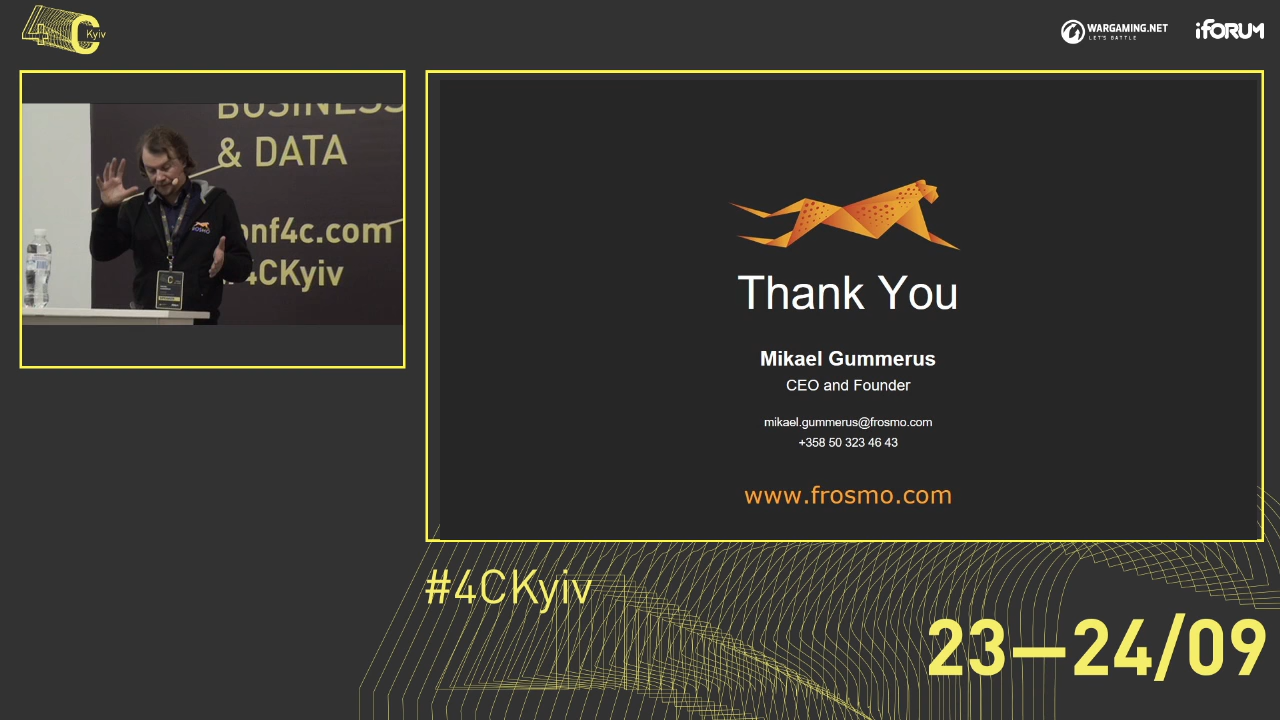 4C Kyiv
WARGAMING.NET
LET'S BATTLE
iFORUM
BUSINESS
& DATA
onf4c.com
#4CKyiv
FROSMO
Thank You
Mikael Gummerus
CEO and Founder
mikael.gummerus@frosmo.com
+358 50 323 46 43
www.frosmo.com
#4CKyiv
23—24/09